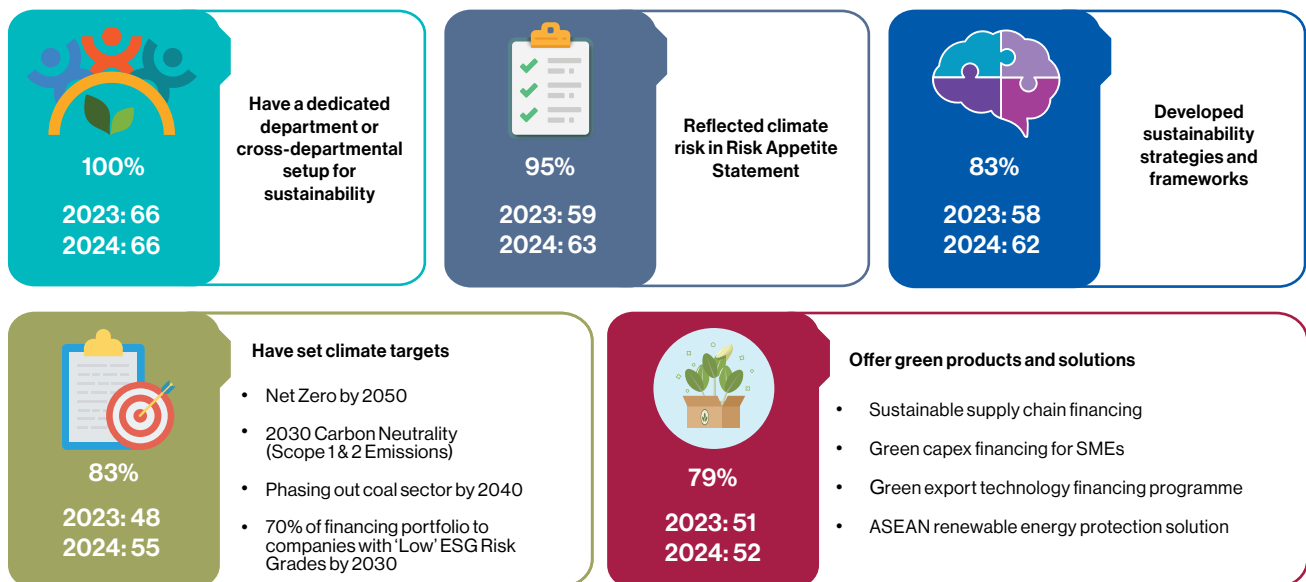 100%
2023: 66
2024: 66
Have a dedicated
department or
cross-departmental
setup for
sustainability
95%
2023: 59
2024: 63
Reflected climate
risk in Risk Appetite
Statement
83%
2023: 58
2024: 62
Developed
sustainability
strategies and
frameworks
83%
2023: 48
2024: 55
Have set climate targets
• Net Zero by 2050
• 2030 Carbon Neutrality
(Scope 1 & 2 Emissions)
• Phasing out coal sector by 2040
• 70% of financing portfolio to
companies with 'Low' ESG Risk
Grades by 2030
79%
2023: 51
2024: 52
Offer green products and solutions
• Sustainable supply chain financing
• Green capex financing for SMEs
• Green export technology financing programme
• ASEAN renewable energy protection solution